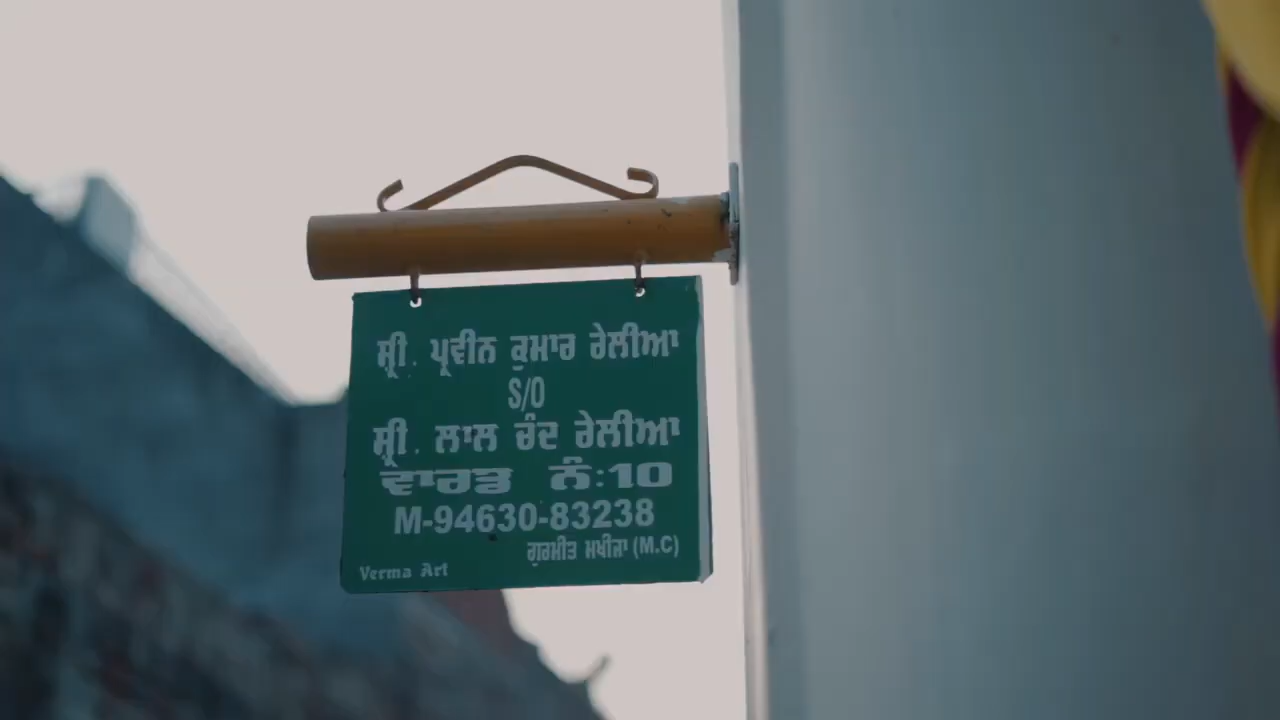 ਸ਼੍ਰੀ. ਪ੍ਰਵੀਨ ਕੁਮਾਰ ਰੇਲੀਆ
S/O
ਸ਼੍ਰੀ. ਲਾਲ ਚੰਦ ਰੇਲੀਆ
ਵਾਰਡ ਨੰ:10
M-94630-83238
ਗੁਰਮੀਤ ਮਖੀਜਾ (M.C)
Verma Art